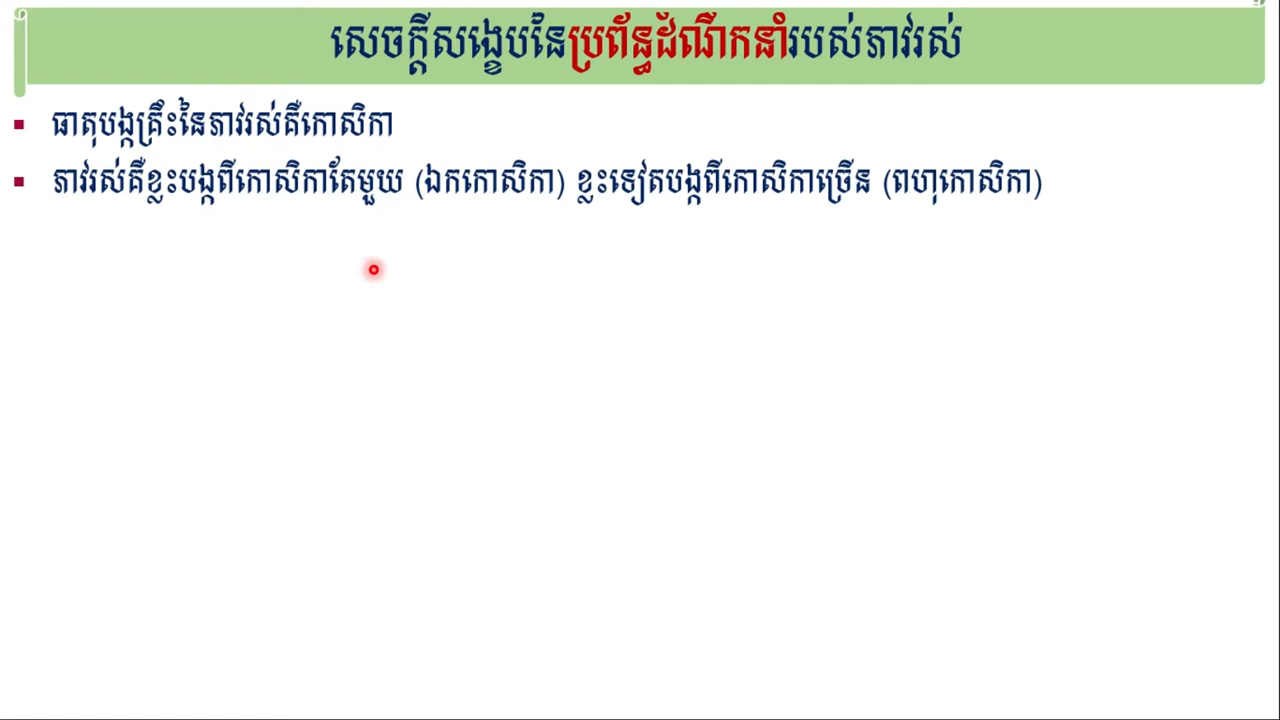 សេចក្តីសង្ខេបនៃប្រព័ន្ធដំណឹកនាំរបស់ភាវរស់
▪ ធាតុបង្កគ្រឹះនៃភាវរស់គឺកោសិកា
▪ ភាវរស់គឺខ្លះបង្កពីកោសិកាតែមួយ (ឯកកោសិកា) ខ្លះទៀតបង្កពីកោសិកាច្រើន (ពហុកោសិកា)